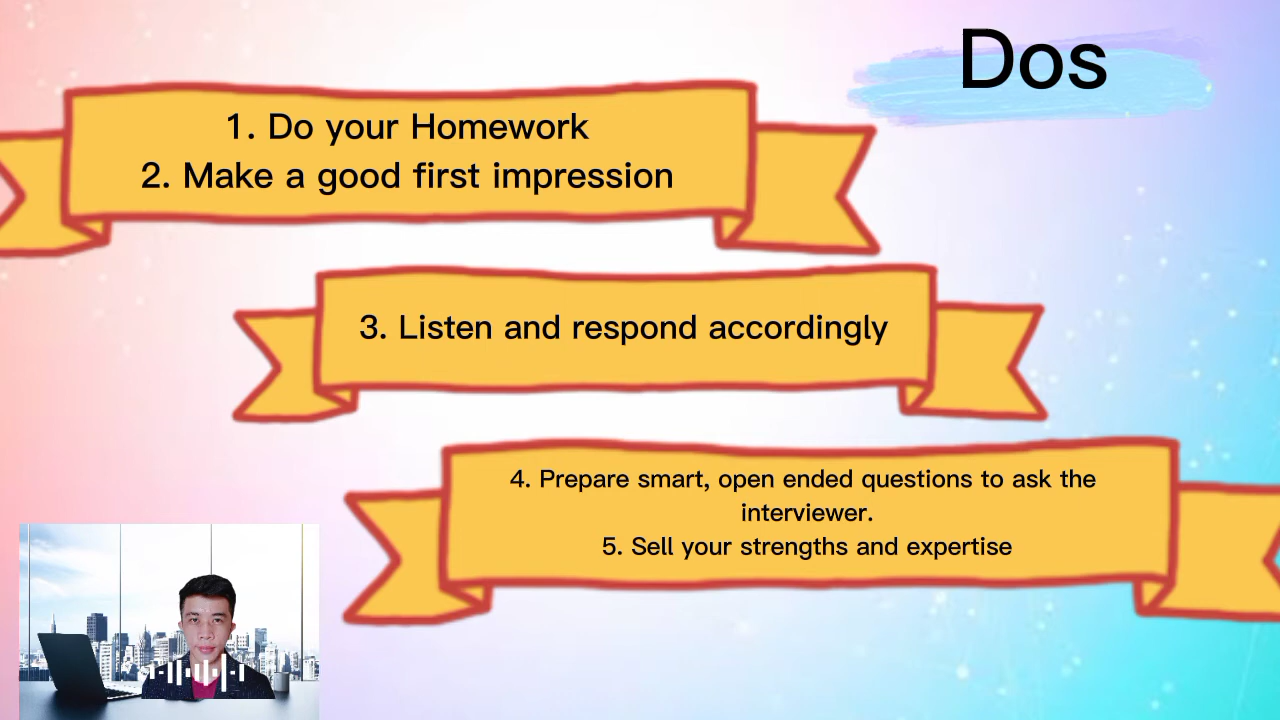 Dos
1. Do your Homework
2. Make a good first impression
3. Listen and respond accordingly
4. Prepare smart, open ended questions to ask the
interviewer.
5. Sell your strengths and expertise